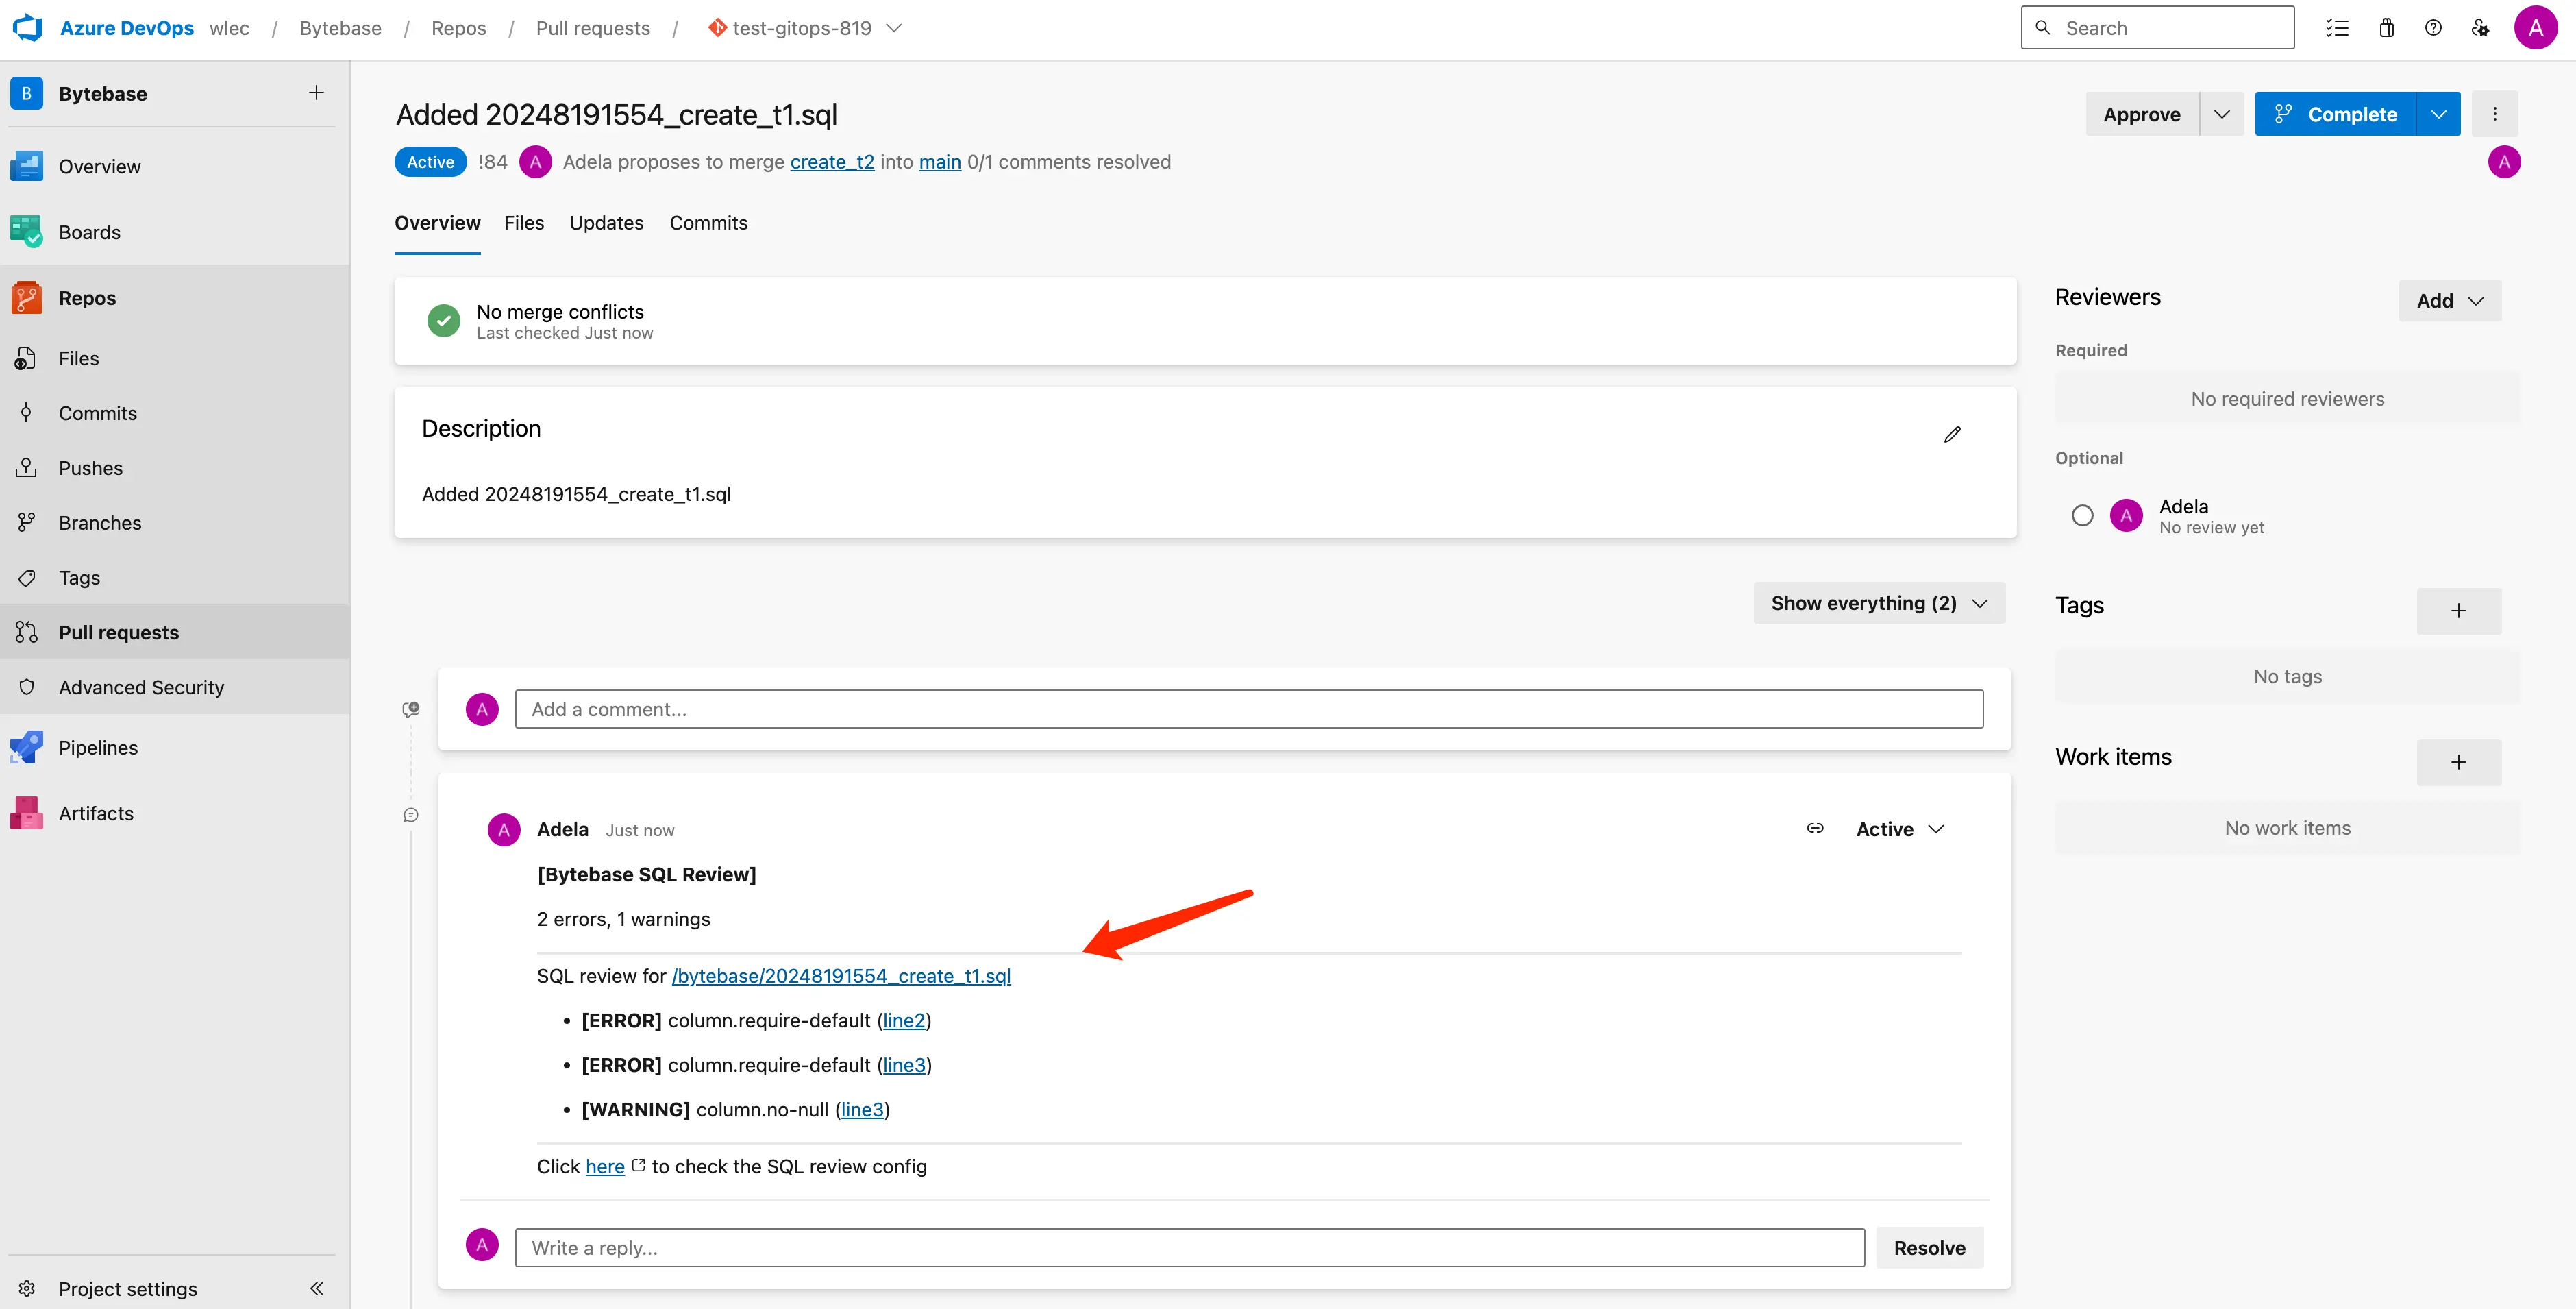 Azure DevOps wlec / Bytebase / Repos / Pull requests / test-gitops-819
Search
A
B Bytebase
Overview
Boards
Repos
Files
Commits
Pushes
Branches
Tags
Pull requests
Advanced Security
Pipelines
Artifacts
Project settings
Added 20248191554_create_t1.sql
Approve
Complete
Active !84 A Adela proposes to merge create_t2 into main 0/1 comments resolved
A
Overview Files Updates Commits
No merge conflicts
Last checked Just now
Description
Added 20248191554_create_t1.sql
Show everything (2)
A Add a comment...
A Adela Just now
Active
[Bytebase SQL Review]
2 errors, 1 warnings
SQL review for /bytebase/20248191554_create_t1.sql
• [ERROR] column.require-default (line2)
• [ERROR] column.require-default (line3)
• [WARNING] column.no-null (line3)
Click here to check the SQL review config
A Write a reply...
Resolve
Reviewers
Add
Required
No required reviewers
Optional
A Adela
No review yet
Tags
No tags
Work items
No work items